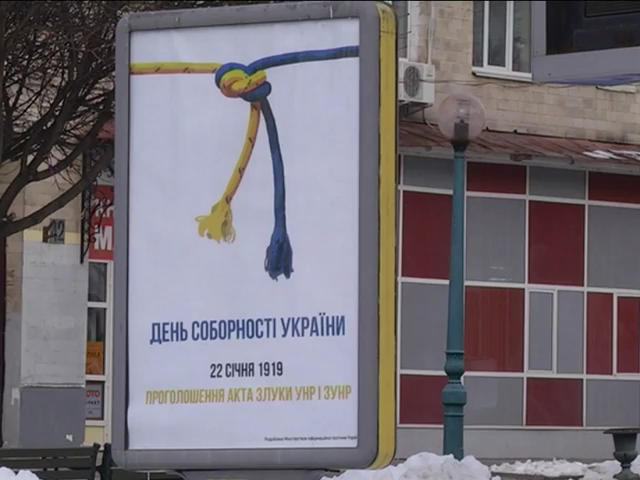 ДЕНЬ СОБОРНОСТІ УКРАЇНИ
22 СІЧНЯ 1919
ПРОГОЛОШЕННЯ АКТА ЗЛУКИ УНР І ЗУНР